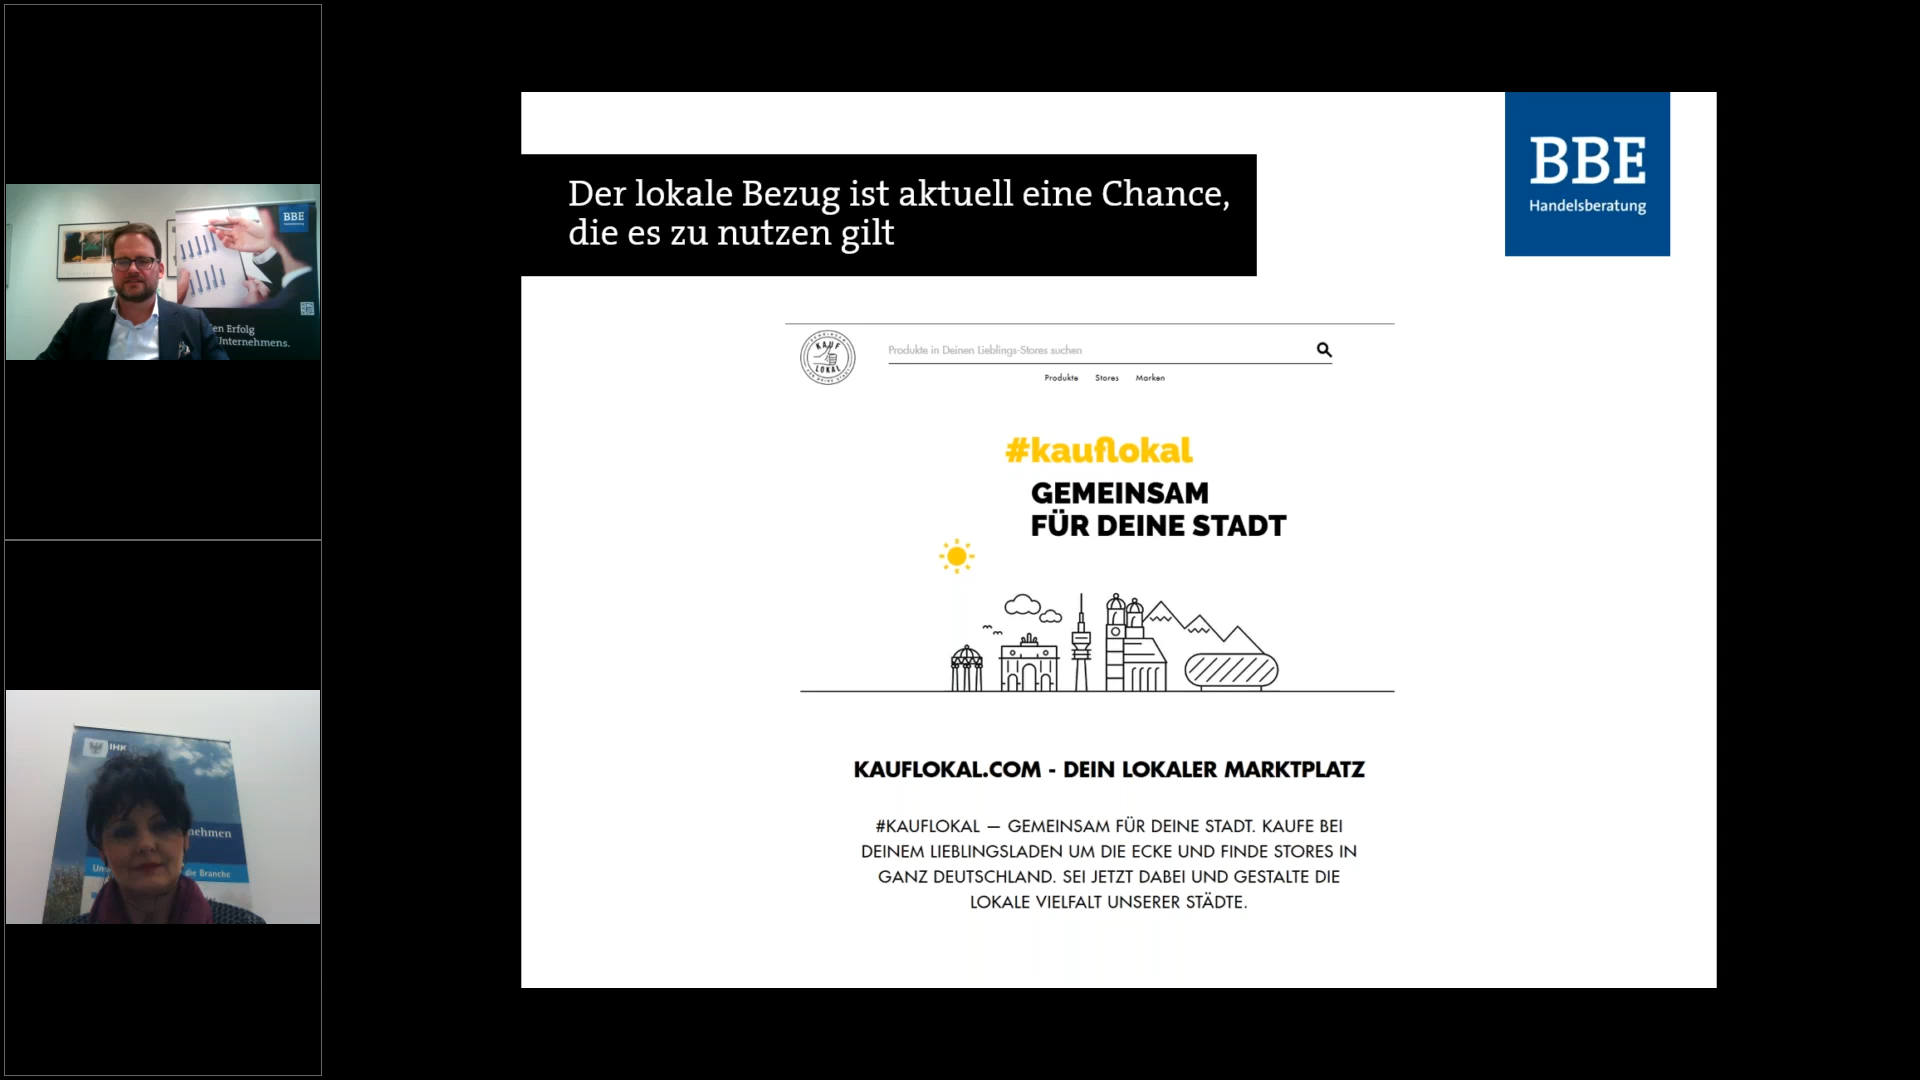 BBE
en Erfolg
Unternehmens.
IHK
nehmen
die Branche
Der lokale Bezug ist aktuell eine Chance,
die es zu nutzen gilt
BBE
Handelsberatung
KAUF
LOKAL
Produkte in Deinen Lieblings-Stores suchen
Produkte Stores Marken
#kauflokal
GEMEINSAM
FÜR DEINE STADT
KAUFLOKAL.COM - DEIN LOKALER MARKTPLATZ
#KAUFLOKAL — GEMEINSAM FÜR DEINE STADT. KAUFE BEI
DEINEM LIEBLINGSLADEN UM DIE ECKE UND FINDE STORES IN
GANZ DEUTSCHLAND. SEI JETZT DABEI UND GESTALTE DIE
LOKALE VIELFALT UNSERER STÄDTE.